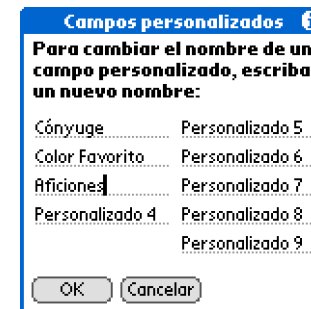 Campos personalizados
Para cambiar el nombre de un
campo personalizado, escriba
un nuevo nombre:
Cónyuge Personalizado 5
Color Favorito Personalizado 6
Aficiones Personalizado 7
Personalizado 4 Personalizado 8
Personalizado 9
OK Cancelar